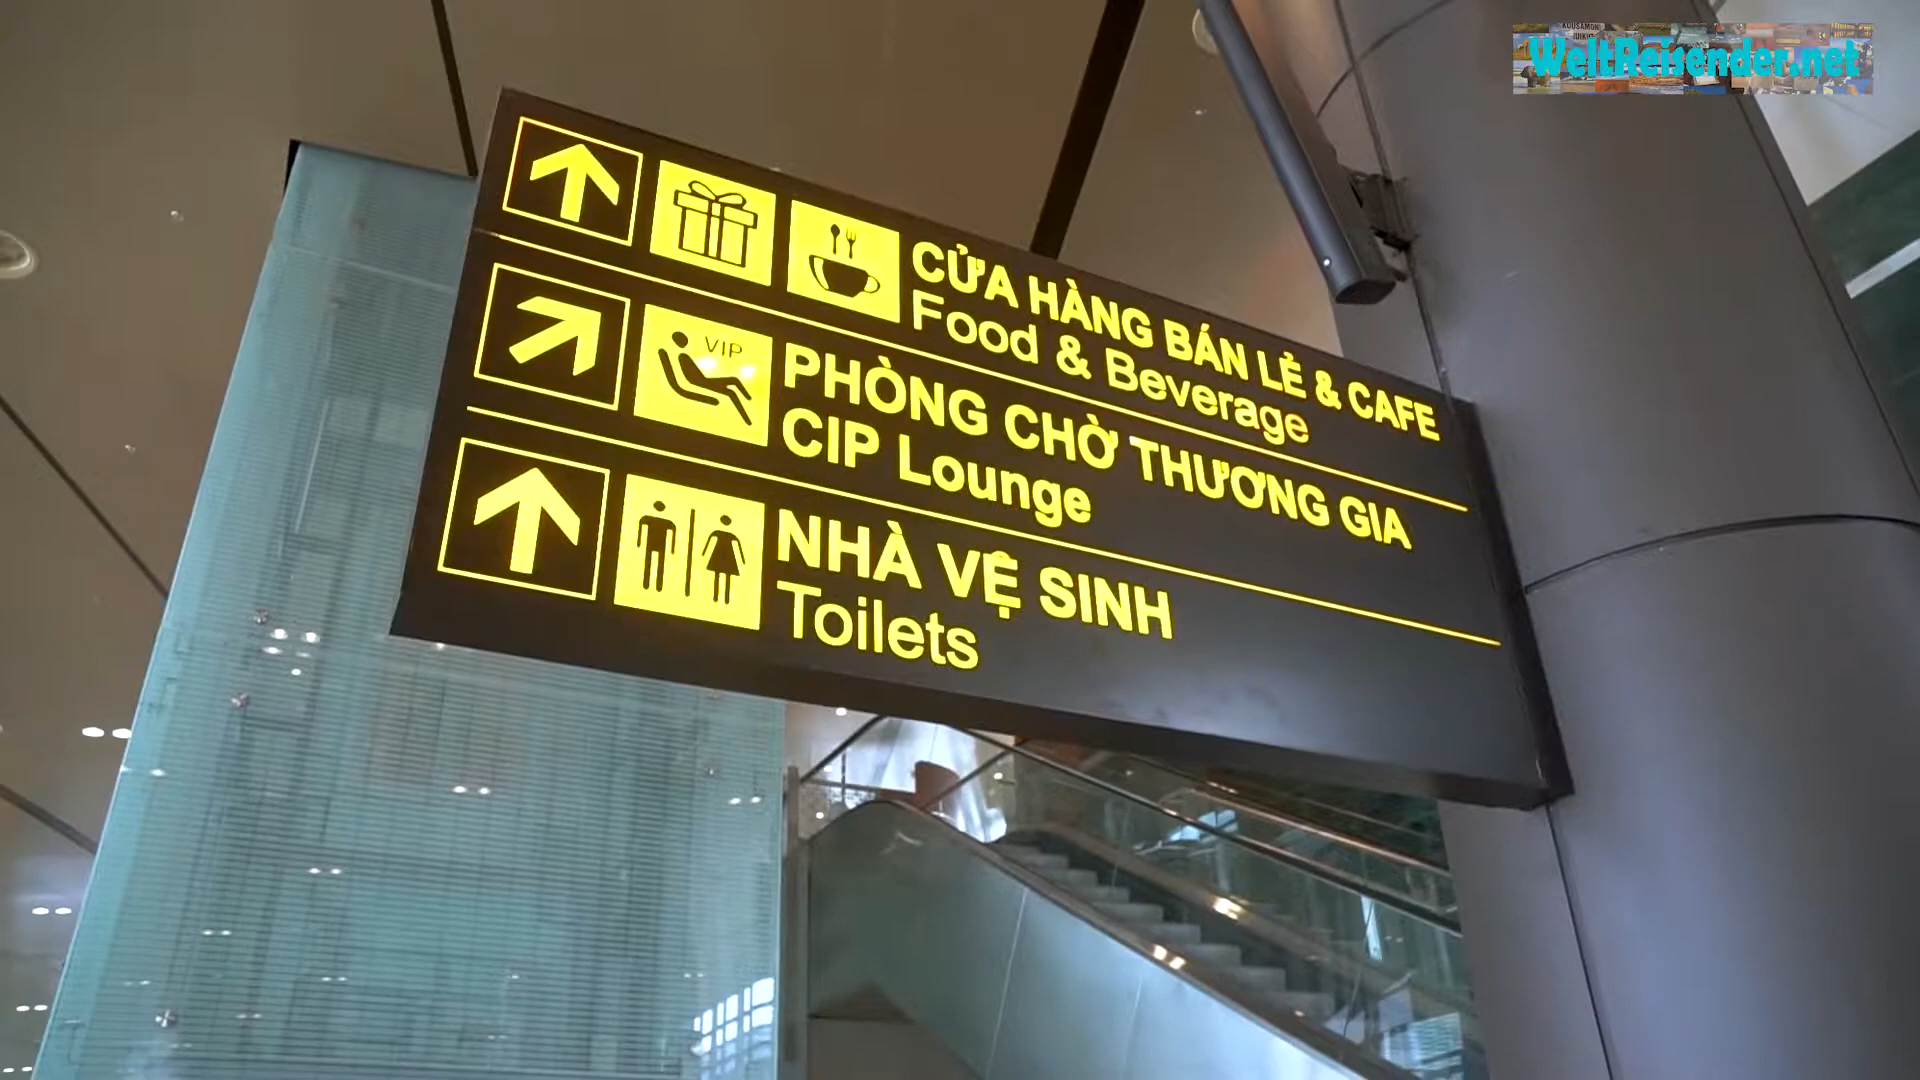 WeltReisender.net
CỬA HÀNG BÁN LẺ & CAFE
Food & Beverage
VIP
PHÒNG CHỜ THƯƠNG GIA
CIP Lounge
NHÀ VỆ SINH
Toilets